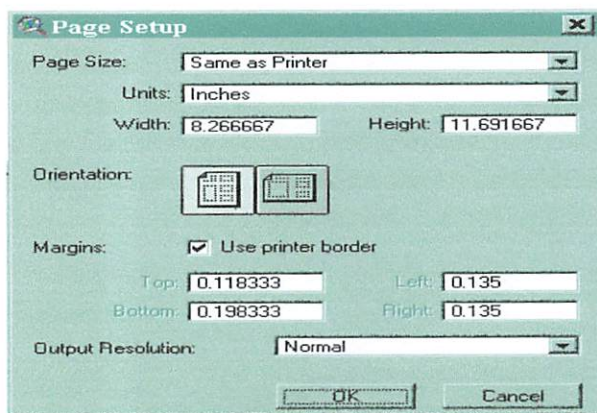 Page Setup
Page Size: Same as Printer
Units: Inches
Width: 8.266667 Height: 11.691667
Orientation:
Margins: Use printer border
Top: 0.118333 Left: 0.135
Bottom: 0.198333 Right: 0.135
Output Resolution: Normal
OK Cancel